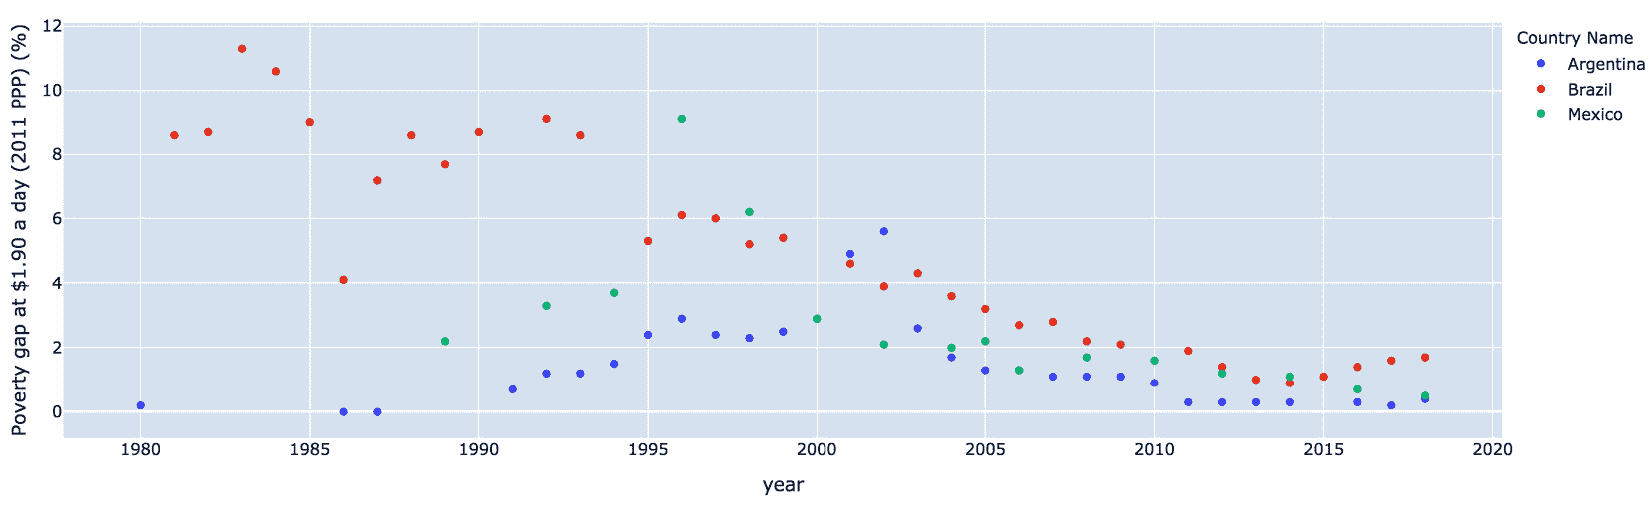 Poverty gap at $1.90 a day (2011 PPP) (%)
12
10
8
6
4
2
0
1980 1985 1990 1995 2000 2005 2010 2015 2020
year
Country Name
Argentina
Brazil
Mexico